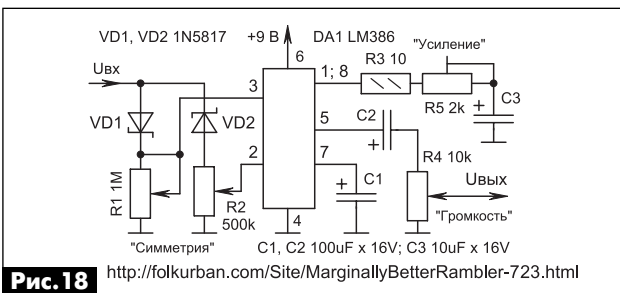 VD1, VD2 1N5817 +9 В DA1 LM386
Uвх
6
1; 8
R3 10
"Усиление"
3
VD1
VD2
R5 2k
C3
+
5
C2
+
2
7
R4 10k
R1 1M
R2
500k
+
C1
Uвых
4
"Громкость"
"Симметрия"
C1, C2 100uF x 16V; C3 10uF x 16V
Рис.18
http://folkurban.com/Site/MarginallyBetterRambler-723.html